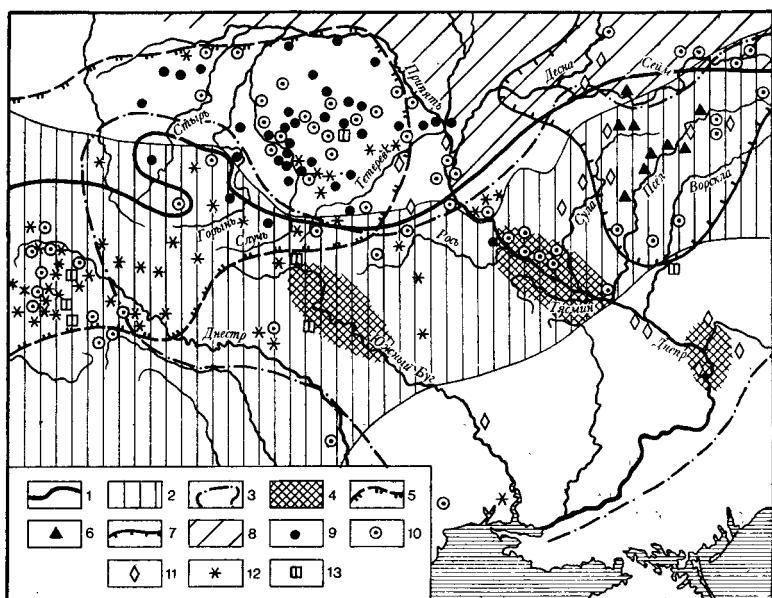 Припять
Десна
Сейм
Стырь
Тетерев
Сула
Псел
Ворскла
Горынь
Случь
Рось
Тясмин
Днестр
Южный Буг
Днепр
1 2 3 4 5
6 7 8 9 10
11 12 13